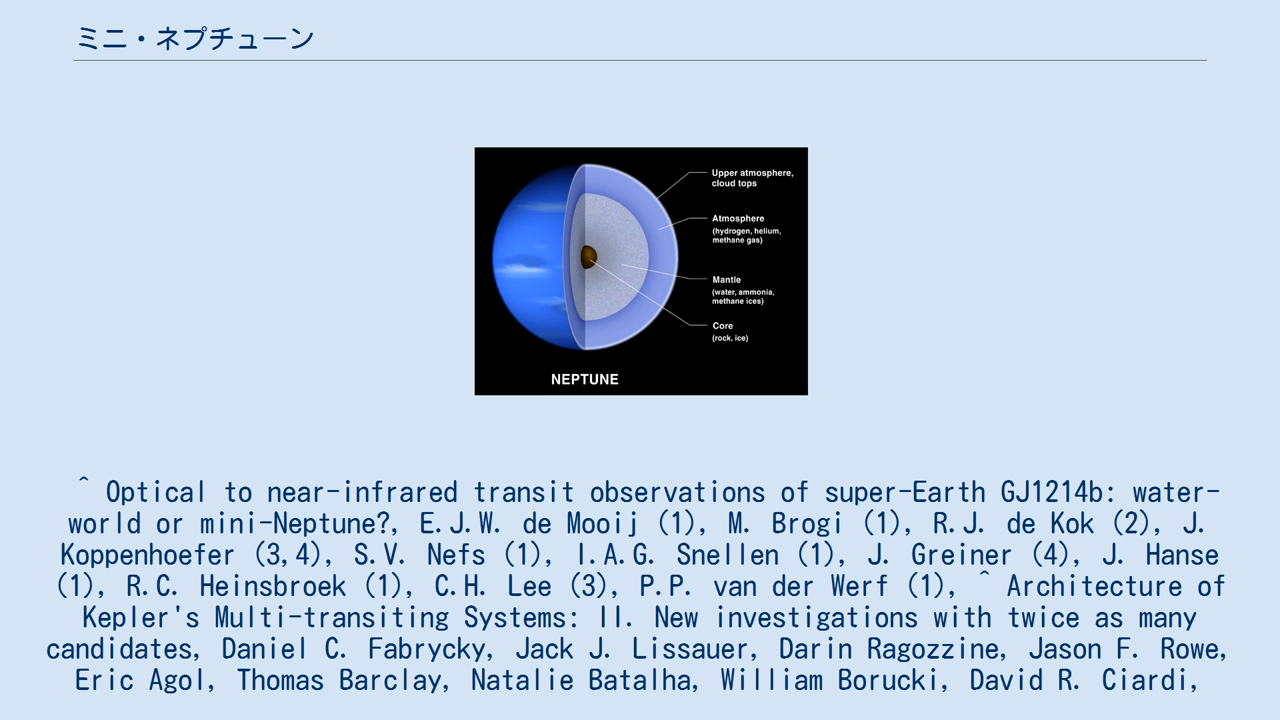 ミニ・ネプチューン
Upper atmosphere,
cloud tops
Atmosphere
(hydrogen, helium,
methane gas)
Mantle
(water, ammonia,
methane ices)
Core
(rock, ice)
NEPTUNE
^ Optical to near-infrared transit observations of super-Earth GJ1214b: water-
world or mini-Neptune?, E.J.W. de Mooij (1), M. Brogi (1), R.J. de Kok (2), J.
Koppenhoefer (3,4), S.V. Nefs (1), I.A.G. Snellen (1), J. Greiner (4), J. Hanse
(1), R.C. Heinsbroek (1), C.H. Lee (3), P.P. van der Werf (1), ^ Architecture of
Kepler's Multi-transiting Systems: II. New investigations with twice as many
candidates, Daniel C. Fabrycky, Jack J. Lissauer, Darin Ragozzine, Jason F. Rowe,
Eric Agol, Thomas Barclay, Natalie Batalha, William Borucki, David R. Ciardi,